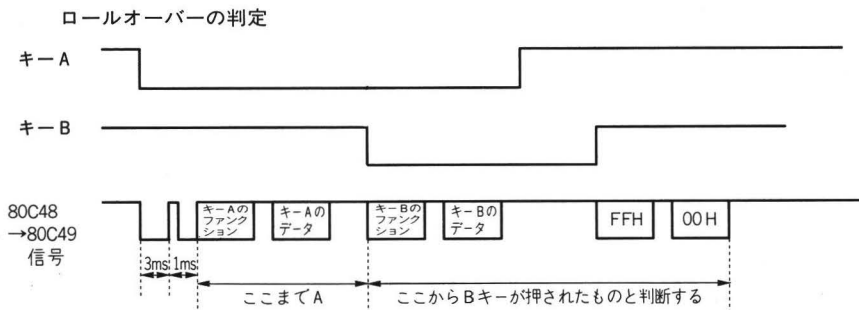 ロールオーバーの判定
キーA
キーB
80C48
→80C49
信号
キーAの
ファンク
ション
キーAの
データ
キーBの
ファンク
ション
キーBの
データ
FFH
00H
3ms
1ms
ここまでA
ここからBキーが押されたものと判断する